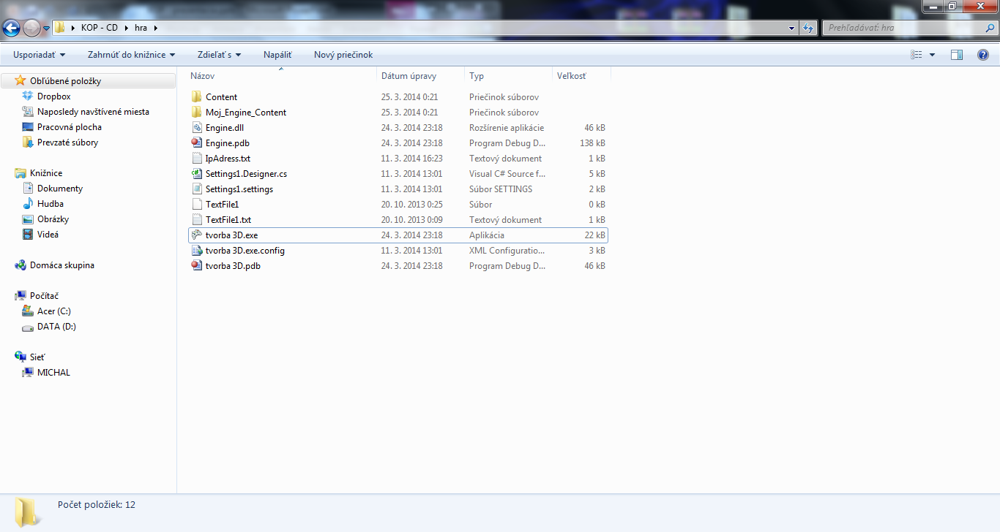 KOP - CD hra
Prehľadávať: hra
Usporiadať Zahrnúť do knižnice Zdieľať s Napáliť Nový priečinok
Obľúbené položky
Dropbox
Naposledy navštívené miesta
Pracovná plocha
Prevzaté súbory
Knižnice
Dokumenty
Hudba
Obrázky
Videá
Domáca skupina
Počítač
Acer (C:)
DATA (D:)
Sieť
MICHAL
Názov Dátum úpravy Typ Veľkosť
Content 25. 3. 2014 0:21 Priečinok súborov
Moj_Engine_Content 25. 3. 2014 0:21 Priečinok súborov
Engine.dll 24. 3. 2014 23:18 Rozšírenie aplikácie 46 kB
Engine.pdb 24. 3. 2014 23:18 Program Debug D... 138 kB
IpAdress.txt 11. 3. 2014 16:23 Textový dokument 1 kB
Settings1.Designer.cs 11. 3. 2014 13:01 Visual C# Source f... 5 kB
Settings1.settings 11. 3. 2014 13:01 Súbor SETTINGS 2 kB
TextFile1 20. 10. 2013 0:25 Súbor 0 kB
TextFile1.txt 20. 10. 2013 0:09 Textový dokument 1 kB
tvorba 3D.exe 24. 3. 2014 23:18 Aplikácia 22 kB
tvorba 3D.exe.config 11. 3. 2014 13:01 XML Configuratio... 3 kB
tvorba 3D.pdb 24. 3. 2014 23:18 Program Debug D... 46 kB
Počet položiek: 12